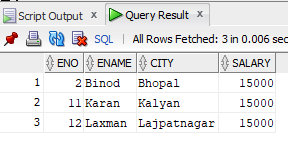 Script Output × Query Result ×
SQL | All Rows Fetched: 3 in 0.006 sec
ENO ENAME CITY SALARY
1 2 Binod Bhopal 15000
2 11 Karan Kalyan 15000
3 12 Laxman Lajpatnagar 15000